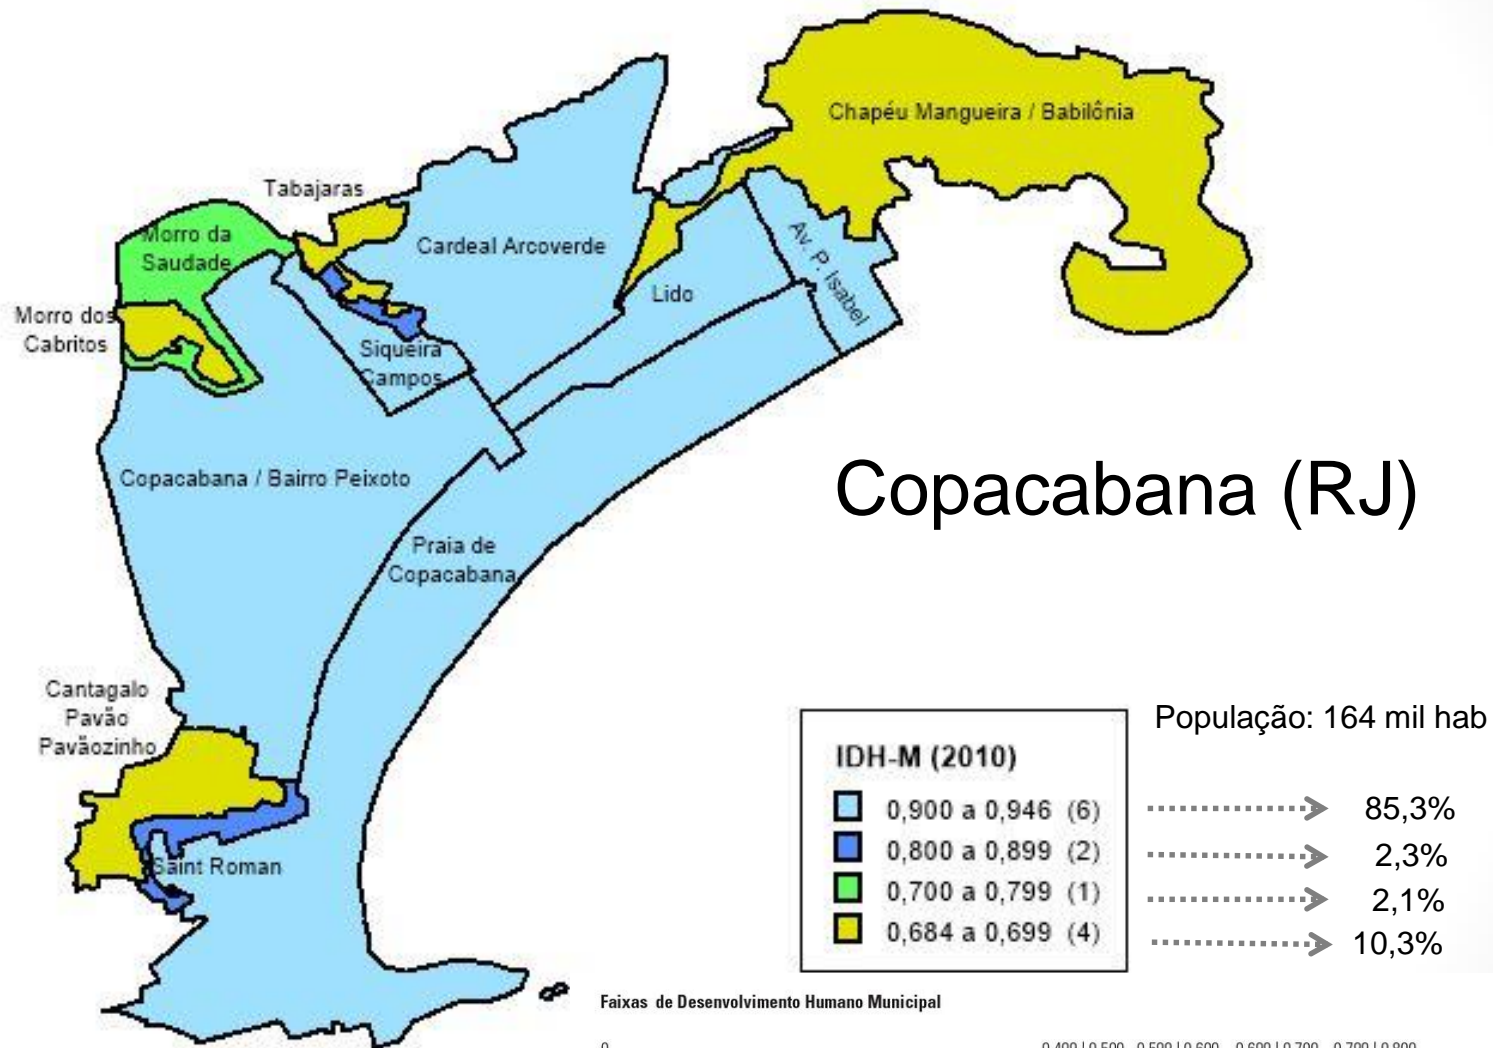 Chapéu Mangueira / Babilônia
Tabajaras
Morro da
Saudade
Cardeal Arcoverde
Av. P. Isabel
Lido
Morro dos
Cabritos
Siqueira
Campos
Copacabana / Bairro Peixoto
Copacabana (RJ)
Praia de
Copacabana
Cantagalo
Pavão
Pavãozinho
Saint Roman
População: 164 mil hab
IDH-M (2010)
0,900 a 0,946 (6) 85,3%
0,800 a 0,899 (2) 2,3%
0,700 a 0,799 (1) 2,1%
0,684 a 0,699 (4) 10,3%
Faixas de Desenvolvimento Humano Municipal